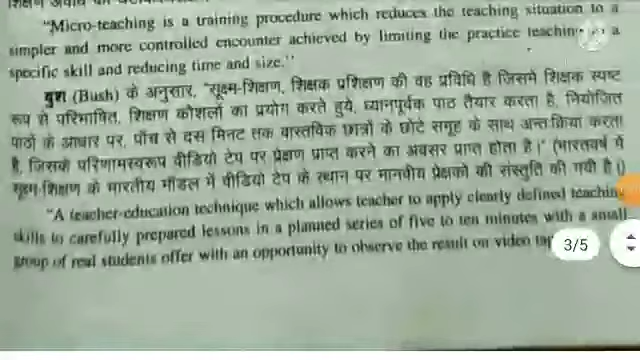 "Micro-teaching is a training procedure which reduces the teaching situation to a
simpler and more controlled encounter achieved by limiting the practice teaching a
specific skill and reducing time and size."
बुश (Bush) के अनुसार, "सूक्ष्म-शिक्षण, शिक्षक प्रशिक्षण की वह प्रविधि है जिसमें शिक्षक स्पष्ट
रूप से परिभाषित, शिक्षण कौशलों का प्रयोग करते हुये, ध्यानपूर्वक पाठ तैयार करता है, नियोजित
पाठों के आधार पर, पाँच से दस मिनट तक वास्तविक छात्रों के छोटे समूह के साथ अन्तःक्रिया करता
है, जिसके परिणामस्वरूप वीडियो टेप पर प्रेक्षण प्राप्त करने का अवसर प्राप्त होता है।" (भारतवर्ष में
सूक्ष्म-शिक्षण के भारतीय मॉडल में वीडियो टेप के स्थान पर मानवीय प्रेक्षकों की संस्तुति की गयी है।)
"A teacher-education technique which allows teacher to apply clearly defined teaching
skills to carefully prepared lessons in a planned series of five to ten minutes with a small
group of real students offer with an opportunity to observe the result on video
3/5